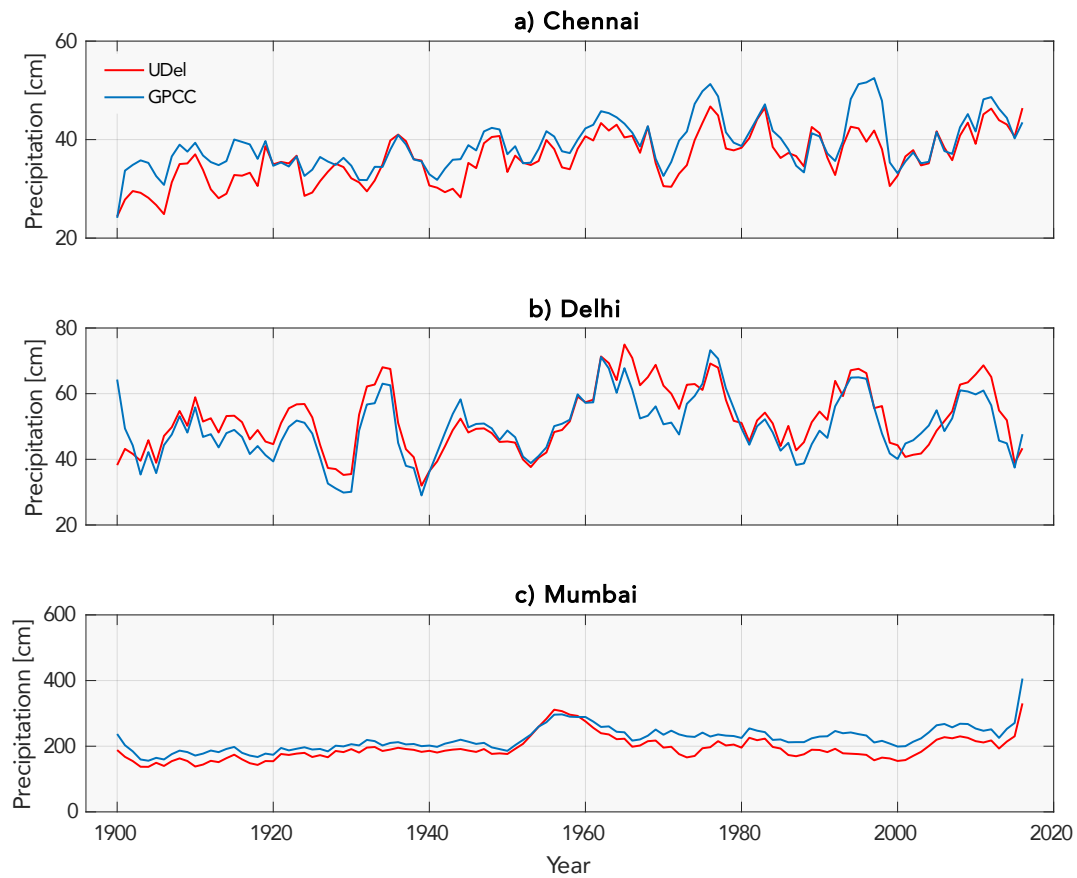 a) Chennai
60
40
20
Precipitation [cm]
UDel
GPCC
b) Delhi
80
60
40
20
Precipitation [cm]
c) Mumbai
600
400
200
0
Precipitationn [cm]
1900 1920 1940 1960 1980 2000 2020
Year